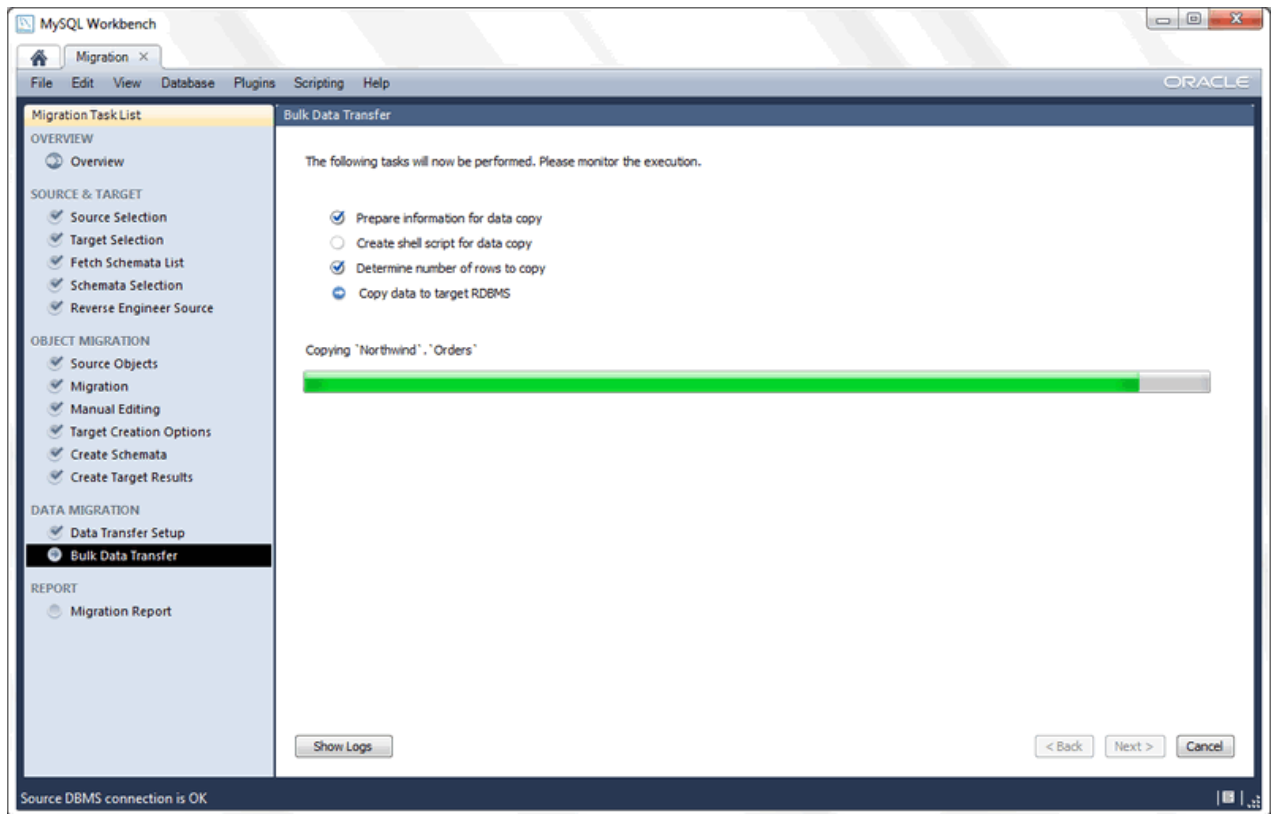 MySQL Workbench
Migration
File Edit View Database Plugins Scripting Help
ORACLE
Migration Task List
OVERVIEW
Overview
SOURCE & TARGET
Source Selection
Target Selection
Fetch Schemata List
Schemata Selection
Reverse Engineer Source
OBJECT MIGRATION
Source Objects
Migration
Manual Editing
Target Creation Options
Create Schemata
Create Target Results
DATA MIGRATION
Data Transfer Setup
Bulk Data Transfer
REPORT
Migration Report
Bulk Data Transfer
The following tasks will now be performed. Please monitor the execution.
Prepare information for data copy
Create shell script for data copy
Determine number of rows to copy
Copy data to target RDBMS
Copying `Northwind`.`Orders`
Show Logs
< Back Next > Cancel
Source DBMS connection is OK